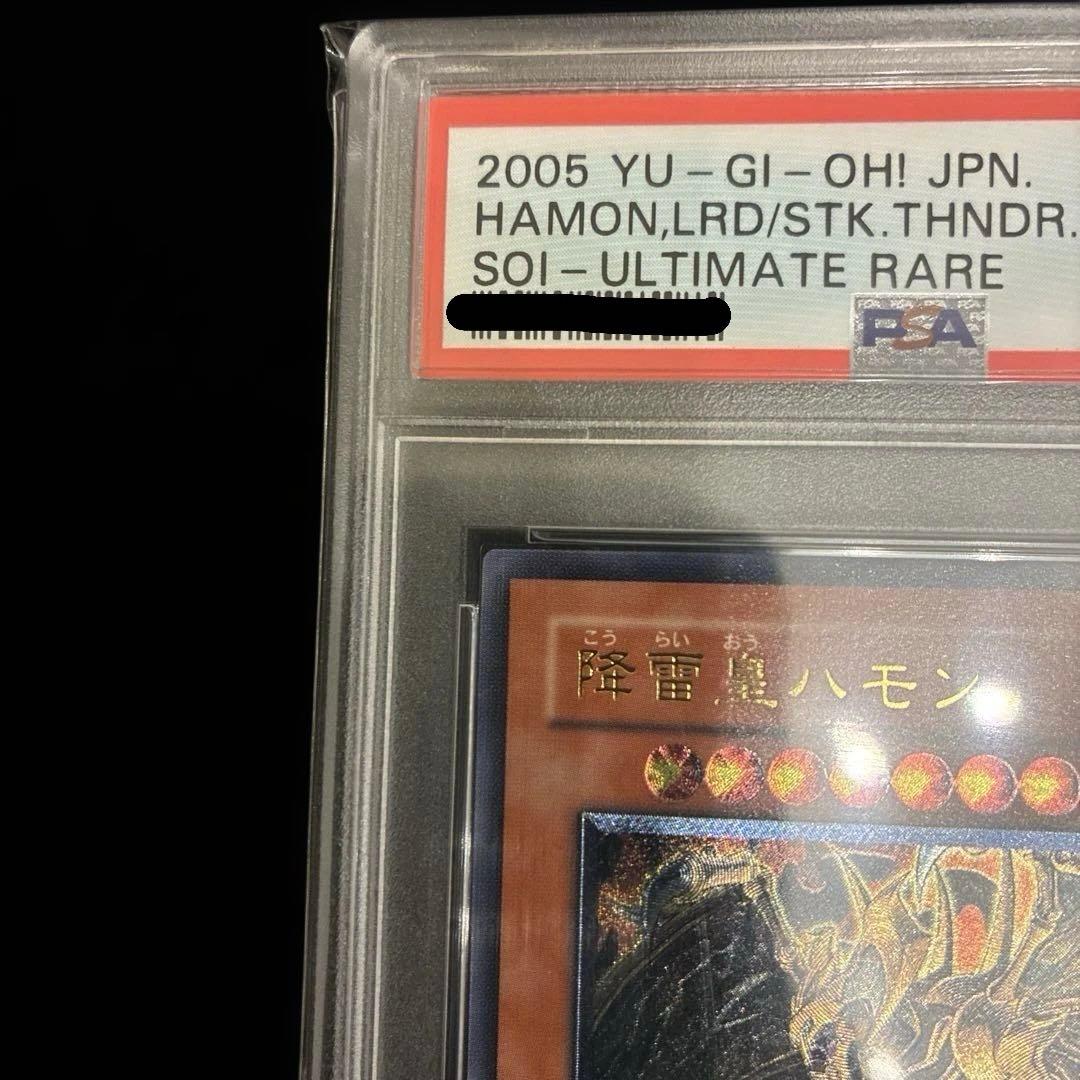 2005 YU-GI-OH! JPN.
HAMON,LRD/STK.THNDR.
SOI-ULTIMATE RARE
PSA
こう らい おう
降雷皇ハモン